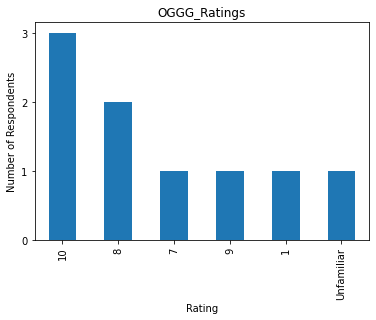 OGGG_Ratings
Number of Respondents
3
2
1
0
10
8
7
9
1
Unfamiliar
Rating